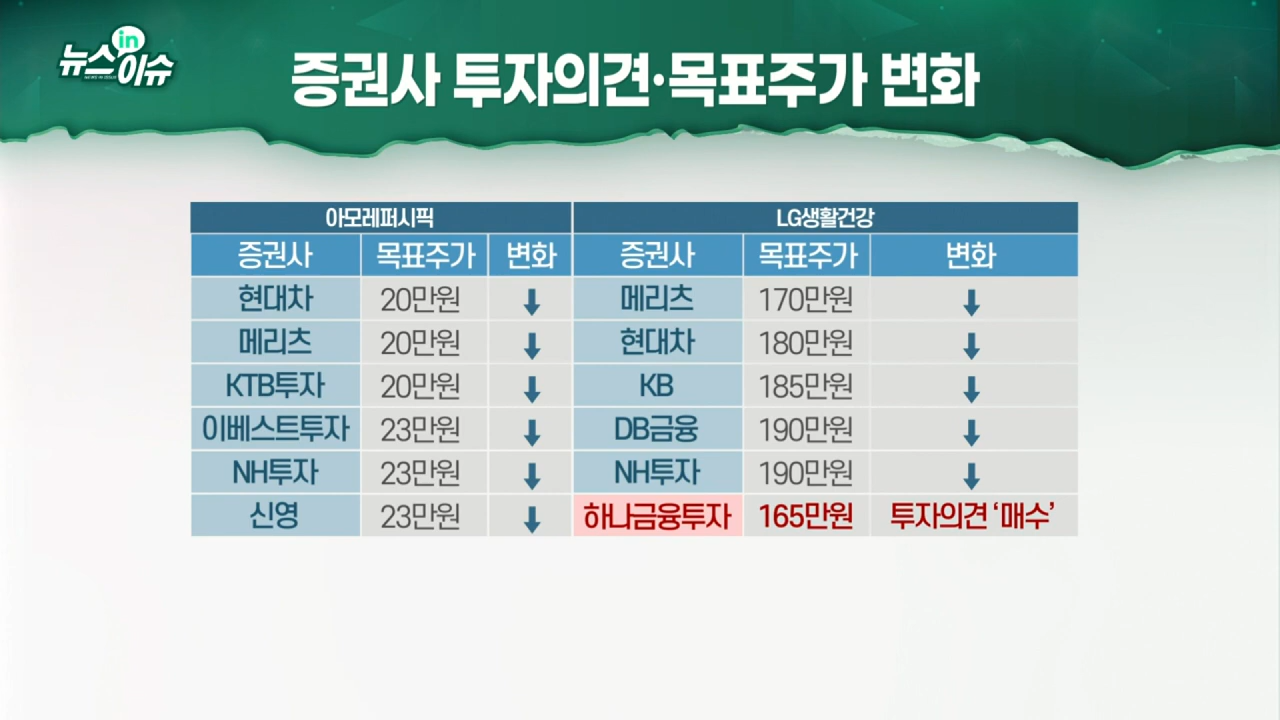 뉴스in이슈
증권사 투자의견·목표주가 변화
아모레퍼시픽 LG생활건강
증권사 목표주가 변화 증권사 목표주가 변화
현대차 20만원 ⬇ 메리츠 170만원 ⬇
메리츠 20만원 ⬇ 현대차 180만원 ⬇
KTB투자 20만원 ⬇ KB 185만원 ⬇
이베스트투자 23만원 ⬇ DB금융 190만원 ⬇
NH투자 23만원 ⬇ NH투자 190만원 ⬇
신영 23만원 ⬇ 하나금융투자 165만원 투자의견 ‘매수’